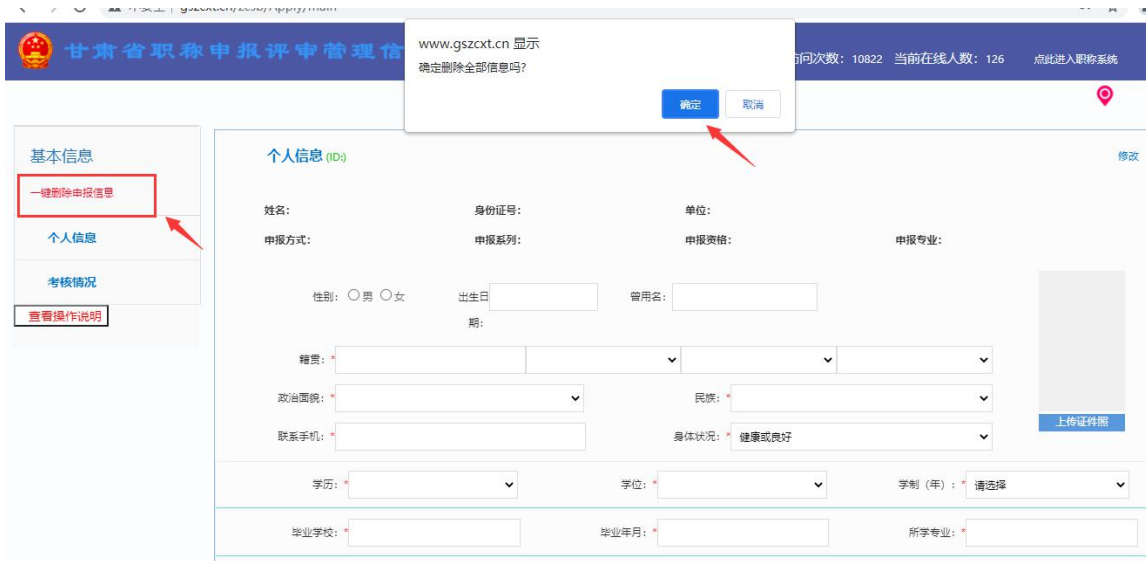 www.gszcxt.cn 显示
确定删除全部信息吗?
确定 取消
甘肃省职称申报评审管理信
问次数: 10822 当前在线人数: 126 点此进入职称系统
基本信息
一键删除申报信息
个人信息
考核情况
查看操作说明
个人信息 (ID:) 修改
姓名: 身份证号: 单位:
申报方式: 申报系列: 申报资格: 申报专业:
性别: 男 女 出生日期: 曾用名:
籍贯: *
政治面貌: * 民族: *
上传证件照
联系手机: * 身体状况: * 健康或良好
学历: * 学位: * 学制（年）: * 请选择
毕业学校: * 毕业年月: * 所学专业: *